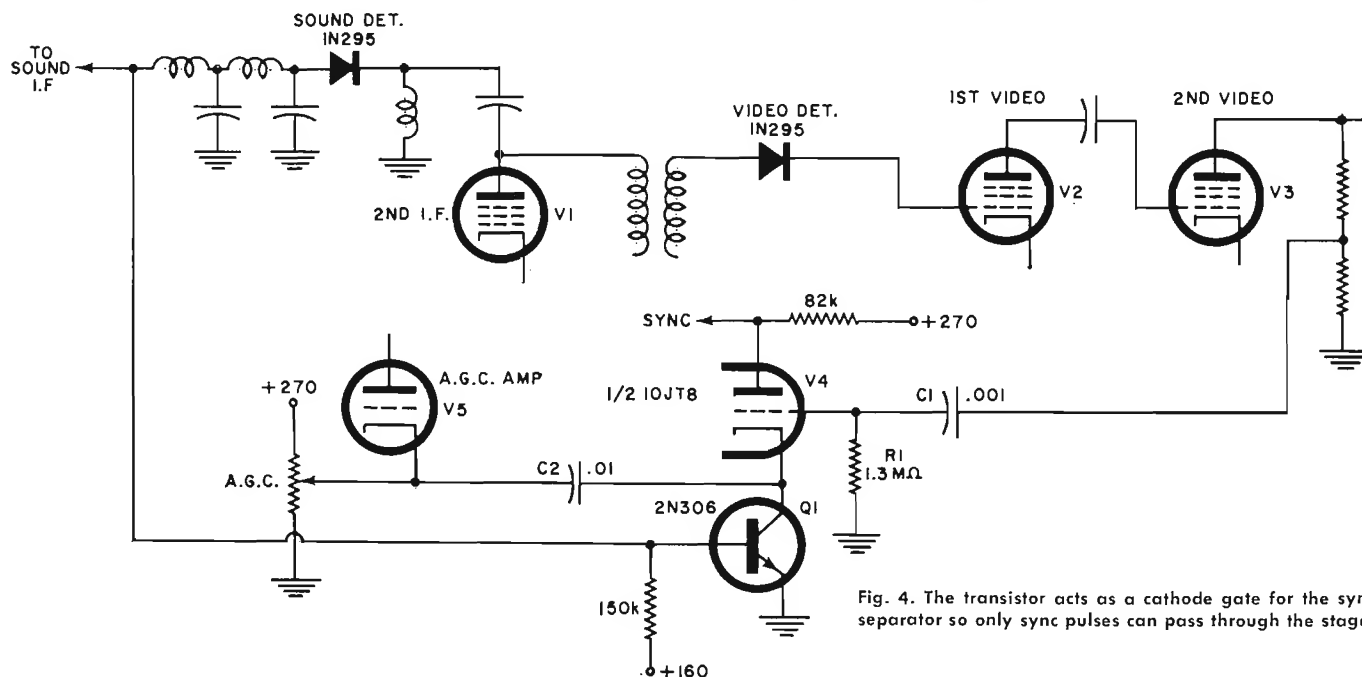 SOUND DET.
1N295
TO
SOUND
I.F
VIDEO DET.
1N295
1ST VIDEO
2ND VIDEO
2ND I.F.
V1
V2
V3
82k
SYNC
+270
+270
A.G.C. AMP
V5
1/2 10JT8
V4
C1
.001
R1
1.3 MΩ
A.G.C.
C2
.01
2N306
Q1
150k
+160
Fig. 4. The transistor acts as a cathode gate for the syn
separator so only sync pulses can pass through the stage